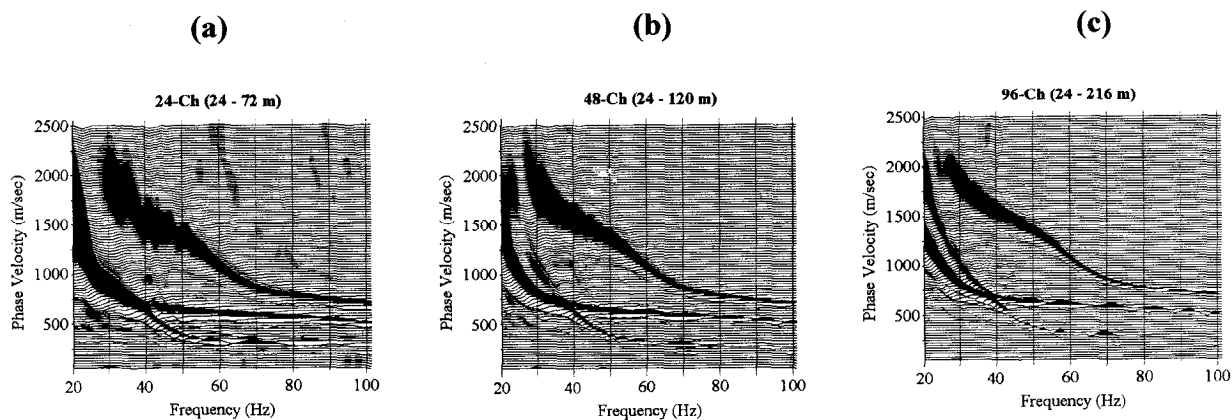 (a)
24-Ch (24 - 72 m)
2500
2000
1500
1000
500
Phase Velocity (m/sec)
20
40
60
80
100
Frequency (Hz)
(b)
48-Ch (24 - 120 m)
2500
2000
1500
1000
500
Phase Velocity (m/sec)
20
40
60
80
100
Frequency (Hz)
(c)
96-Ch (24 - 216 m)
2500
2000
1500
1000
500
Phase Velocity (m/sec)
20
40
60
80
100
Frequency (Hz)